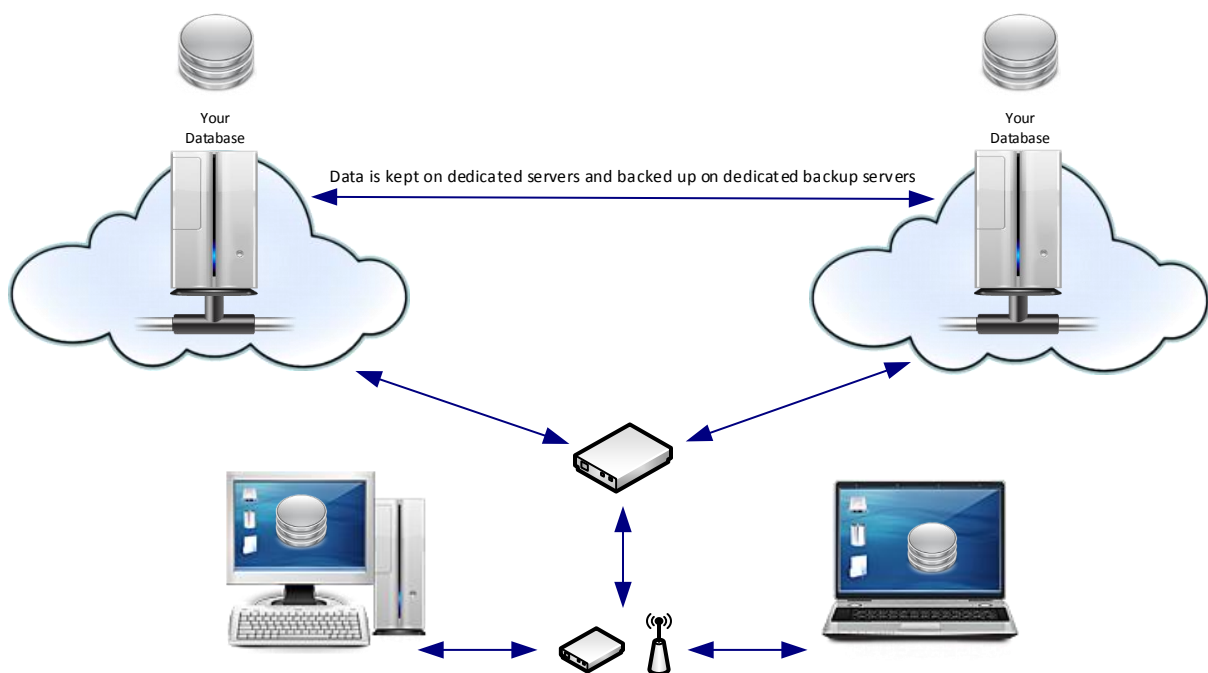 Your
Database
Your
Database
Data is kept on dedicated servers and backed up on dedicated backup servers